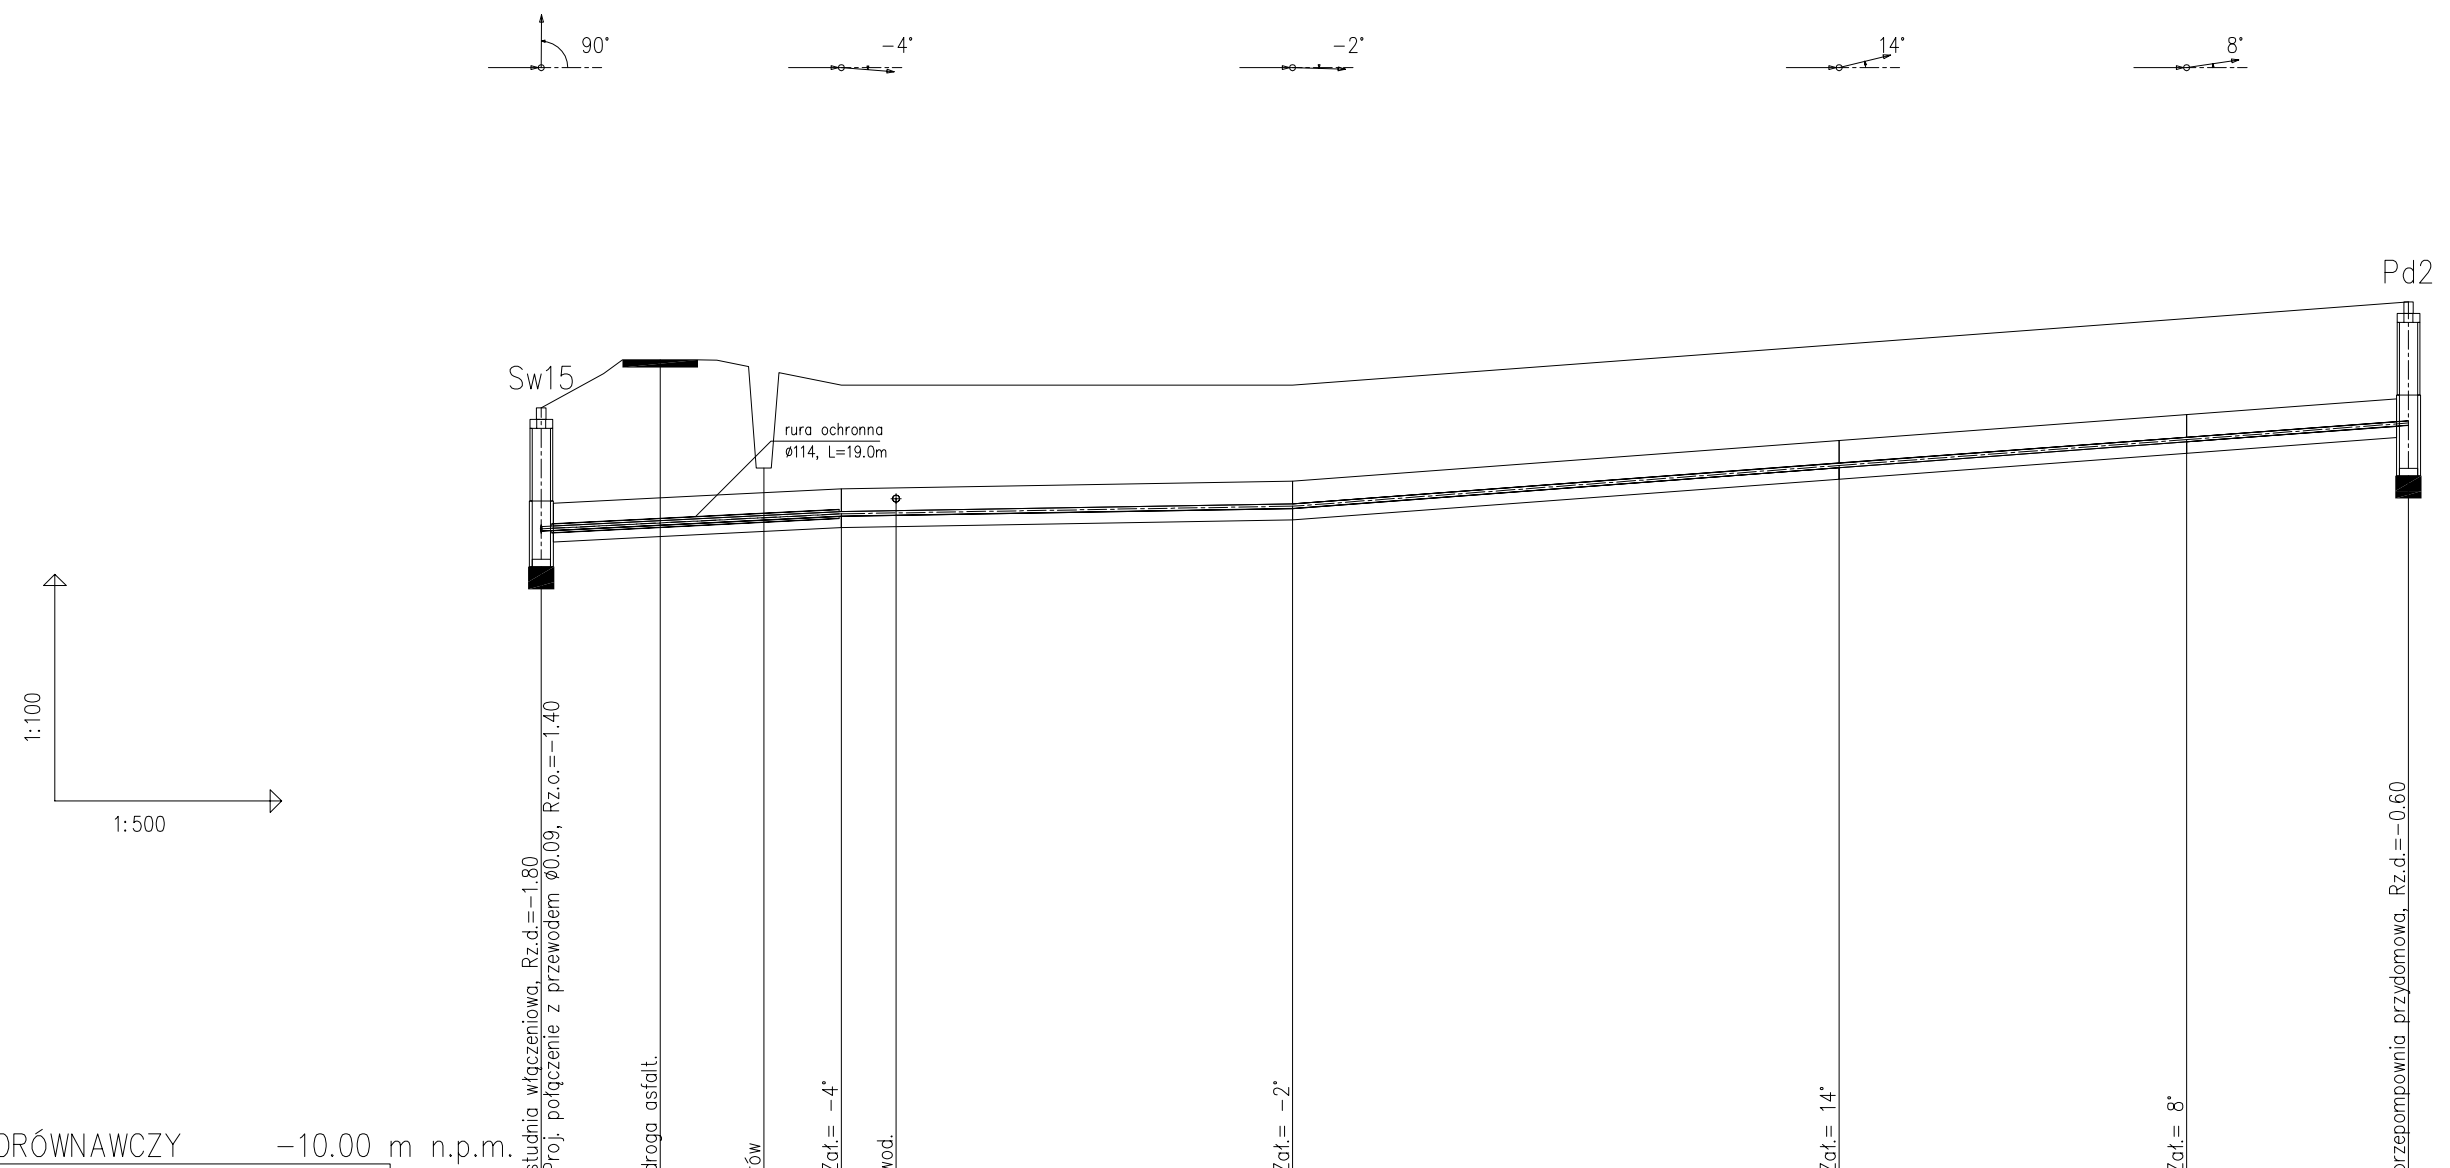 90°
-4°
-2°
14°
8°
Pd2
Sw15
rura ochronna
ø114, L=19.0m
1:100
1:500
studnia włączeniowa, Rz.d.=-1.80
Proj. połączenie z przewodem ø0.09, Rz.o.=-1.40
droga asfalt.
rów
Zał.= -4°
wod.
Zał.= -2°
Zał.= 14°
Zał.= 8°
przepompownia przydomowa, Rz.d.=-0.60
ORÓWNAWCZY -10.00 m n.p.m.